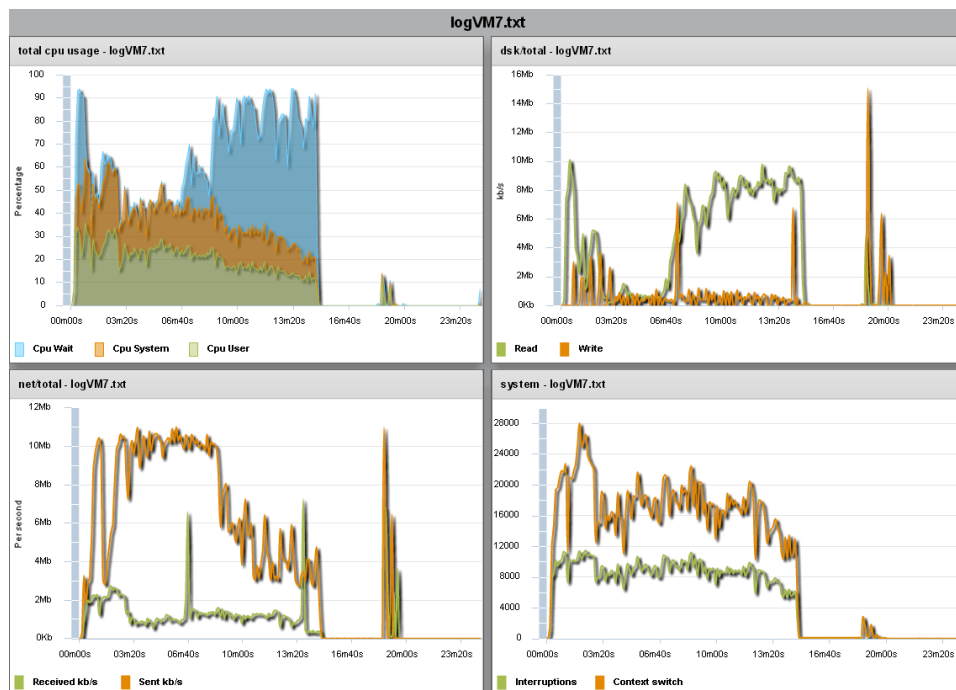 logVM7.txt
total cpu usage - logVM7.txt
100
90
80
70
60
50
40
30
20
10
0
Percentage
00m00s 03m20s 06m40s 10m00s 13m20s 16m40s 20m00s 23m20s
Cpu Wait Cpu System Cpu User
dsk/total - logVM7.txt
16Mb
14Mb
12Mb
10Mb
8Mb
6Mb
4Mb
2Mb
0Kb
kb/s
00m00s 03m20s 06m40s 10m00s 13m20s 16m40s 20m00s 23m20s
Read Write
net/total - logVM7.txt
12Mb
10Mb
8Mb
6Mb
4Mb
2Mb
0Kb
Per second
00m00s 03m20s 06m40s 10m00s 13m20s 16m40s 20m00s 23m20s
Received kb/s Sent kb/s
system - logVM7.txt
28000
24000
20000
16000
12000
8000
4000
0
00m00s 03m20s 06m40s 10m00s 13m20s 16m40s 20m00s 23m20s
Interruptions Context switch